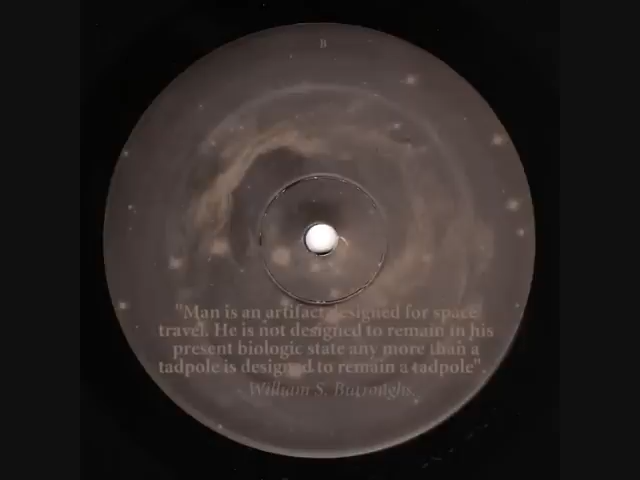 B
"Man is an artifact designed for space
travel. He is not designed to remain in his
present biologic state any more than a
tadpole is designed to remain a tadpole".
William S. Burroughs